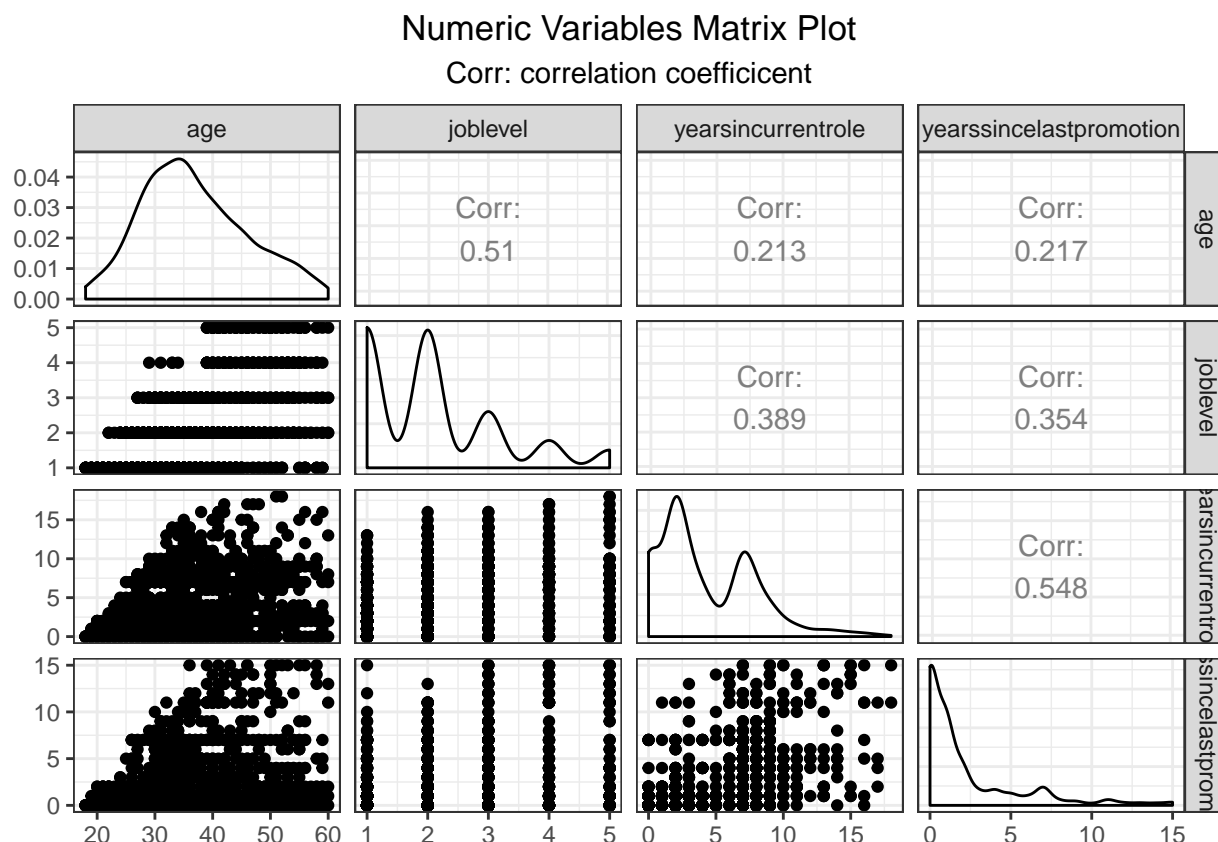 Numeric Variables Matrix Plot
Corr: correlation coefficicent
age joblevel yearsincurrentrole yearssincelastpromotion
0.04
0.03
0.02
0.01
0.00
Corr:
0.51
Corr:
0.213
Corr:
0.217
age
5
4
3
2
1
Corr:
0.389
Corr:
0.354
joblevel
15
10
5
0
Corr:
0.548
earsincurrentro
15
10
5
0
ssincelastprom
20 30 40 50 60 1 2 3 4 5 0 5 10 15 0 5 10 15